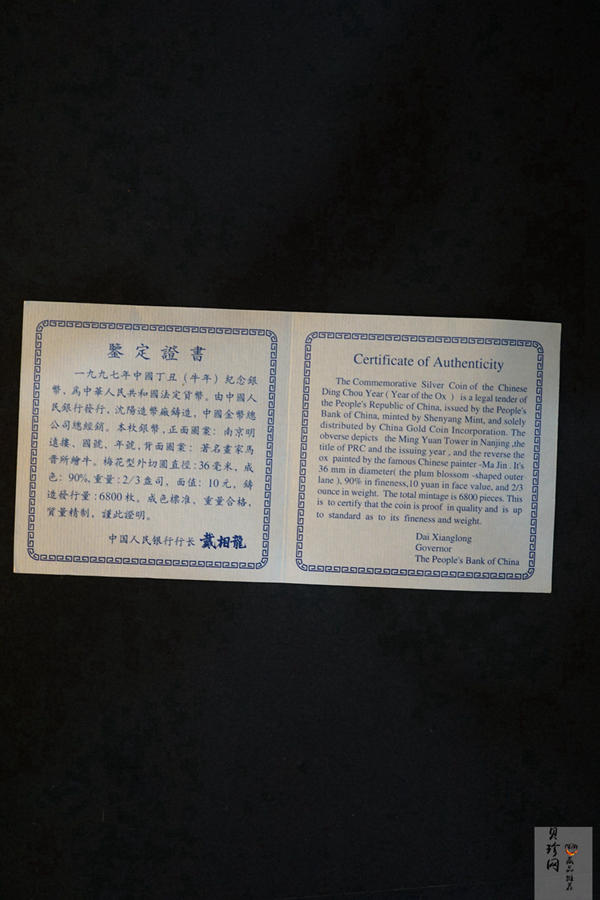 鉴定證書
一九九七年中國丁丑（牛年）紀念銀
幣，爲中華人民共和國法定貨幣，由中國人
民銀行發行，沈陽造幣廠鑄造，中國金幣總
公司總經銷。本枚銀幣，正面圖案：南京明
遠樓、國號、年號，背面圖案：著名畫家馬
晋所繪牛。梅花型外切圆直徑：36毫米，成
色：90%，重量：2/3盎司，面值：10元，鑄
造發行量：6800枚。成色標准，重量合格，
質量精制，謹此證明。
中國人民銀行行长 戴相龍
Certificate of Authenticity
The Commemorative Silver Coin of the Chinese
Ding Chou Year ( Year of the Ox ) is a legal tender of
the People's Republic of China, issued by the People's
Bank of China, minted by Shenyang Mint, and solely
distributed by China Gold Coin Incorporation. The
obverse depicts the Ming Yuan Tower in Nanjing ,the
title of PRC and the issuing year , and the reverse the
ox painted by the famous Chinese painter -Ma Jin . It's
36 mm in diameter( the plum blossom -shaped outer
lane ), 90% in fineness,10 yuan in face value, and 2/3
ounce in weight. The total mintage is 6800 pieces. This
is to certify that the coin is proof in quality and is up
to standard as to its fineness and weight.
Dai Xianglong
Governor
The People's Bank of China
贝珍网